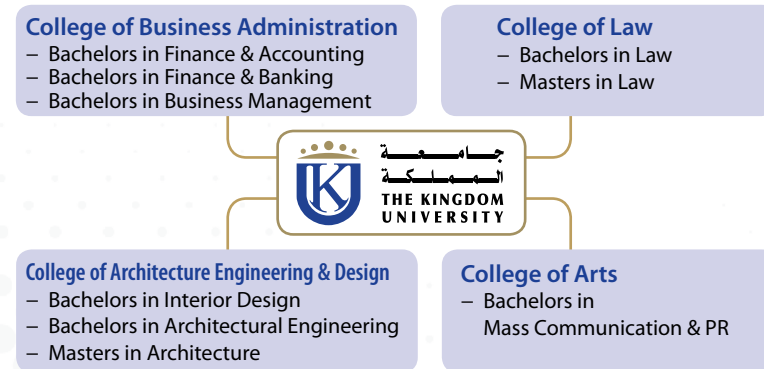 College of Business Administration
– Bachelors in Finance & Accounting
– Bachelors in Finance & Banking
– Bachelors in Business Management
College of Law
– Bachelors in Law
– Masters in Law
جامعة
المملكة
THE KINGDOM
UNIVERSITY
College of Architecture Engineering & Design
– Bachelors in Interior Design
– Bachelors in Architectural Engineering
– Masters in Architecture
College of Arts
– Bachelors in
Mass Communication & PR